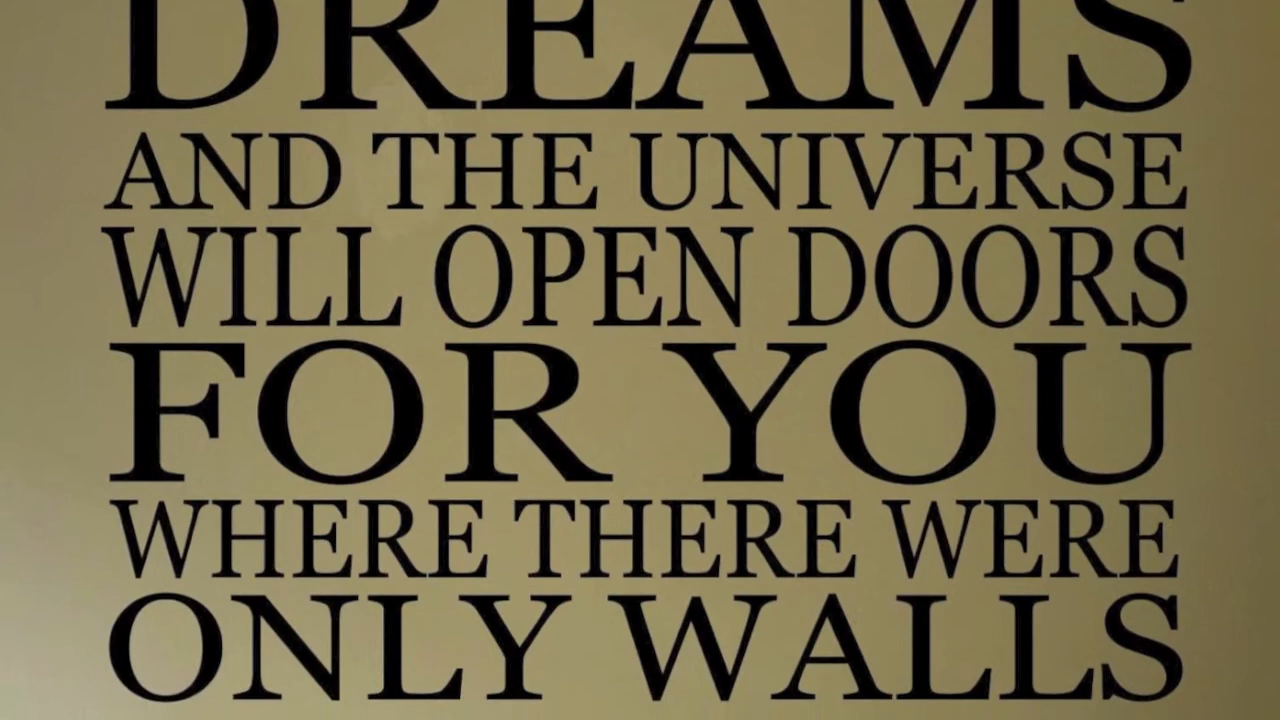 DREAMS
AND THE UNIVERSE
WILL OPEN DOORS
FOR YOU
WHERE THERE WERE
ONLY WALLS